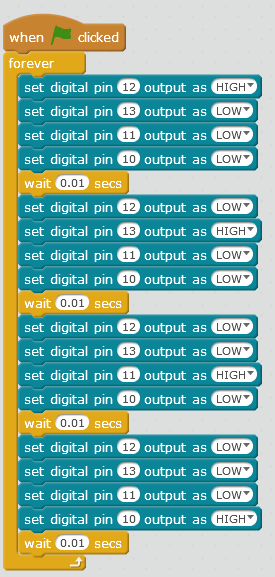 when clicked
forever
set digital pin 12 output as HIGH
set digital pin 13 output as LOW
set digital pin 11 output as LOW
set digital pin 10 output as LOW
wait 0.01 secs
set digital pin 12 output as LOW
set digital pin 13 output as HIGH
set digital pin 11 output as LOW
set digital pin 10 output as LOW
wait 0.01 secs
set digital pin 12 output as LOW
set digital pin 13 output as LOW
set digital pin 11 output as HIGH
set digital pin 10 output as LOW
wait 0.01 secs
set digital pin 12 output as LOW
set digital pin 13 output as LOW
set digital pin 11 output as LOW
set digital pin 10 output as HIGH
wait 0.01 secs